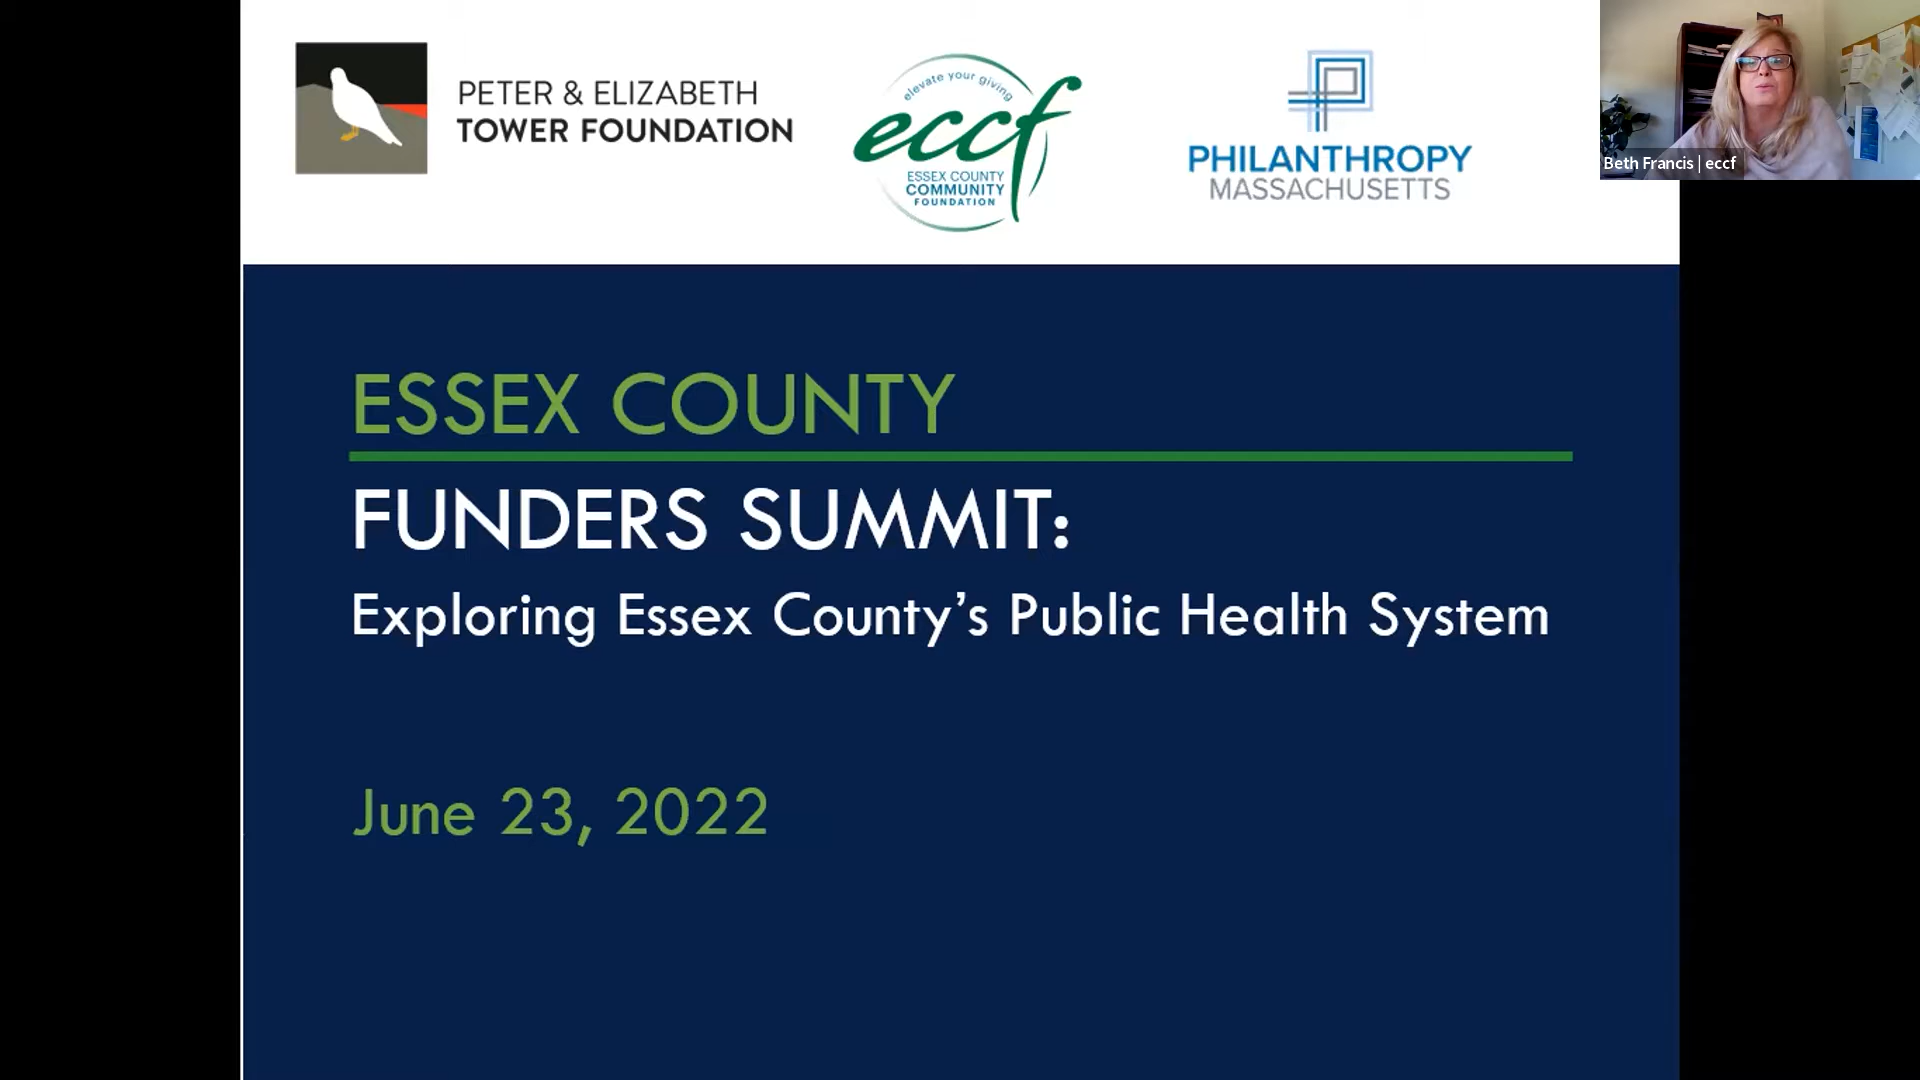 PETER & ELIZABETH
TOWER FOUNDATION
elevate your giving
eccf
ESSEX COUNTY
COMMUNITY
FOUNDATION
PHILANTHROPY
MASSACHUSETTS
Beth Francis | eccf
ESSEX COUNTY
FUNDERS SUMMIT:
Exploring Essex County’s Public Health System
June 23, 2022